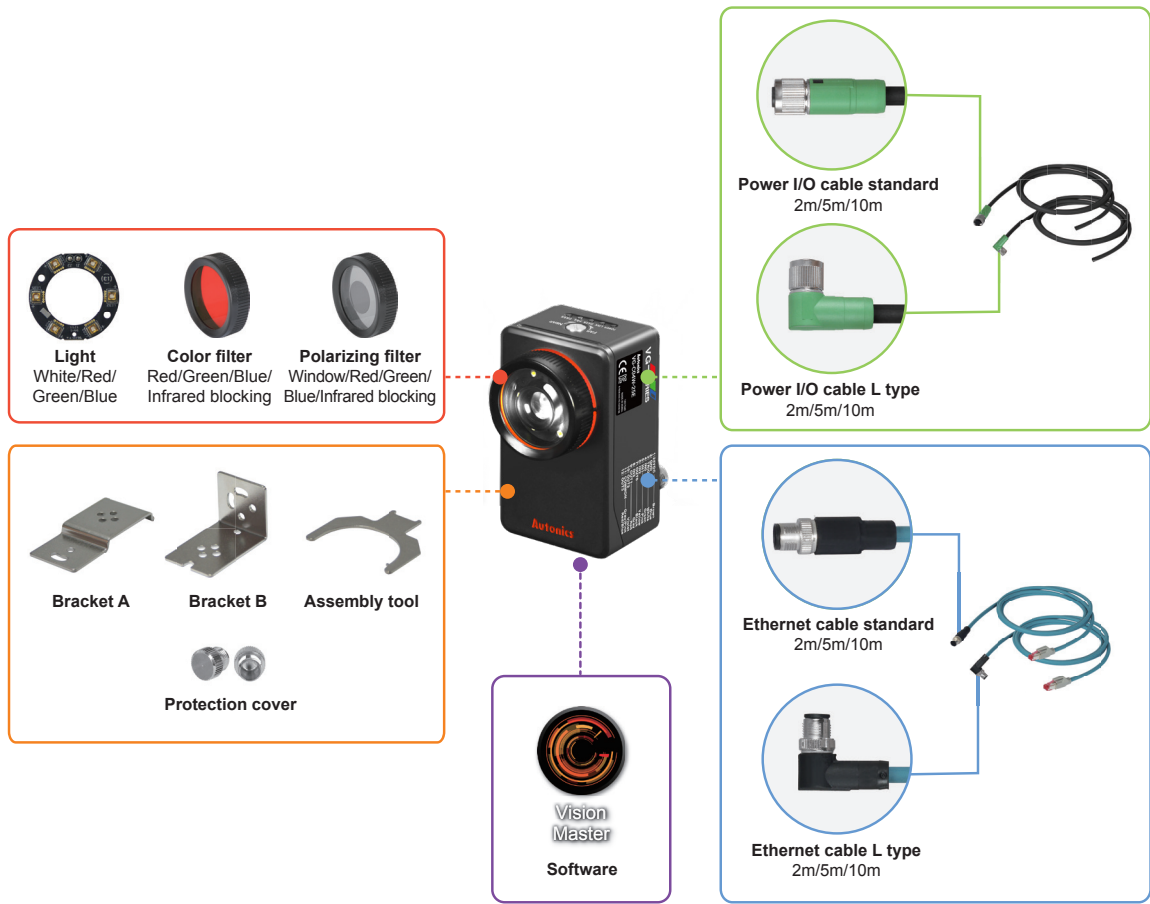 Power I/O cable standard
2m/5m/10m
Power I/O cable L type
2m/5m/10m
Light
White/Red/
Green/Blue
Color filter
Red/Green/Blue/
Infrared blocking
Polarizing filter
Window/Red/Green/
Blue/Infrared blocking
Autonics
Bracket A
Bracket B
Assembly tool
Protection cover
Vision
Master
Software
Ethernet cable standard
2m/5m/10m
Ethernet cable L type
2m/5m/10m